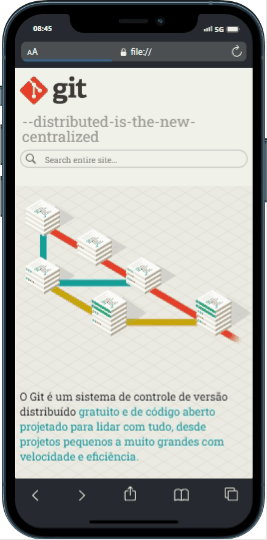 08:45
5G
AA
file://
git
--distributed-is-the-new-
centralized
Search entire site...
O Git é um sistema de controle de versão
distribuído gratuito e de código aberto
projetado para lidar com tudo, desde
projetos pequenos a muito grandes com
velocidade e eficiência.